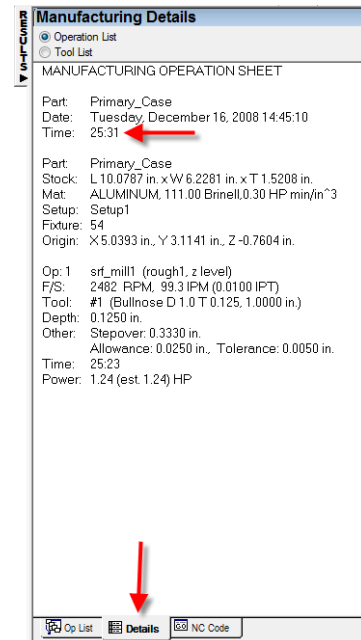 RESULTS
Manufacturing Details
Operation List
Tool List
MANUFACTURING OPERATION SHEET
Part: Primary_Case
Date: Tuesday, December 16, 2008 14:45:10
Time: 25:31
Part: Primary_Case
Stock: L 10.0787 in. x W 6.2281 in. x T 1.5208 in.
Mat: ALUMINUM, 111.00 Brinell,0.30 HP min/in^3
Setup: Setup1
Fixture: 54
Origin: X 5.0393 in., Y 3.1141 in., Z -0.7604 in.
Op: 1 srf_mill1 (rough1, z level)
F/S: 2482 RPM, 99.3 IPM (0.0100 IPT)
Tool: #1 (Bullnose D 1.0 T 0.125, 1.0000 in.)
Depth: 0.1250 in.
Other: Stepover: 0.3330 in.
Allowance: 0.0250 in., Tolerance: 0.0050 in.
Time: 25:23
Power: 1.24 (est. 1.24) HP
Op List Details NC Code